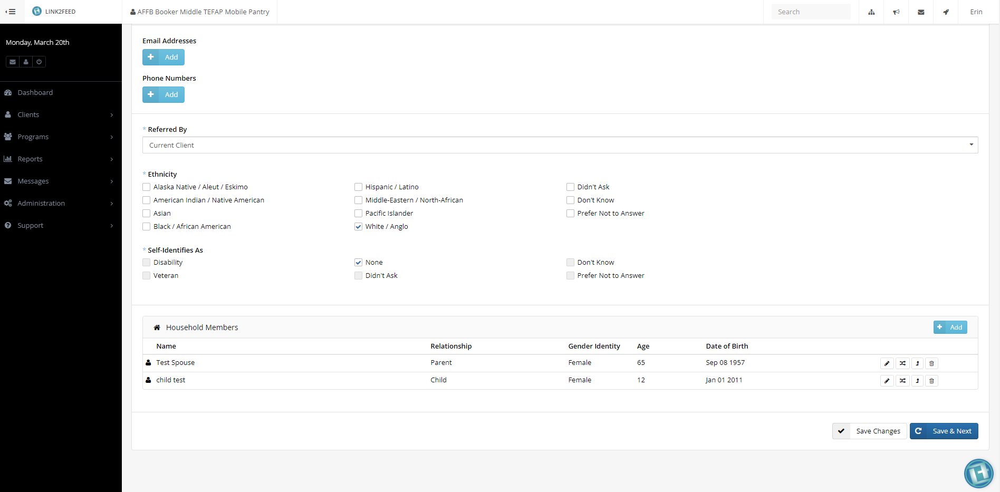 LINK2FEED
AFFB Booker Middle TEFAP Mobile Pantry
Search
Erin
Monday, March 20th
Dashboard
Clients
Programs
Reports
Messages
Administration
Support
Email Addresses
Add
Phone Numbers
Add
* Referred By
Current Client
* Ethnicity
Alaska Native / Aleut / Eskimo
Hispanic / Latino
Didn't Ask
American Indian / Native American
Middle-Eastern / North-African
Don't Know
Asian
Pacific Islander
Prefer Not to Answer
Black / African American
White / Anglo
* Self-Identifies As
Disability
None
Don't Know
Veteran
Didn't Ask
Prefer Not to Answer
Household Members
Add
Name Relationship Gender Identity Age Date of Birth
Test Spouse Parent Female 65 Sep 08 1957
child test Child Female 12 Jan 01 2011
Save Changes
Save & Next